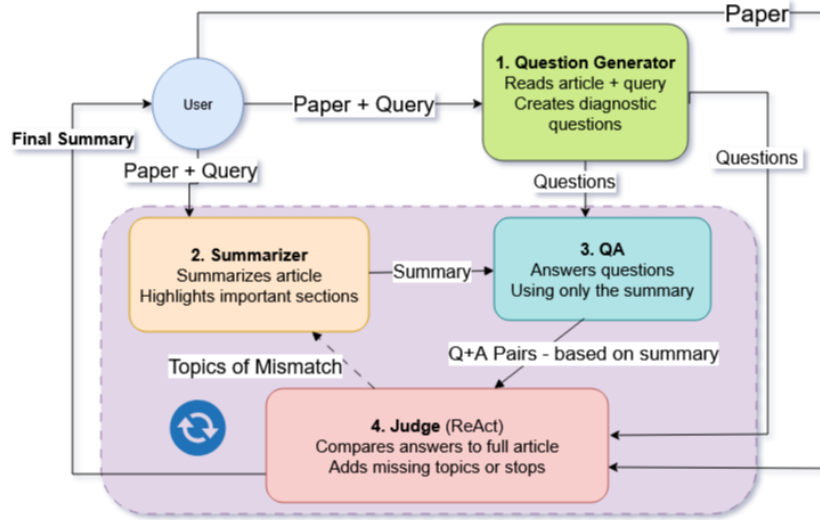 Paper
1. Question Generator
Reads article + query
Creates diagnostic
questions
User
Paper + Query
Final Summary
Questions
Paper + Query
Questions
2. Summarizer
Summarizes article
Highlights important sections
Summary
3. QA
Answers questions
Using only the summary
Q+A Pairs - based on summary
Topics of Mismatch
4. Judge (ReAct)
Compares answers to full article
Adds missing topics or stops